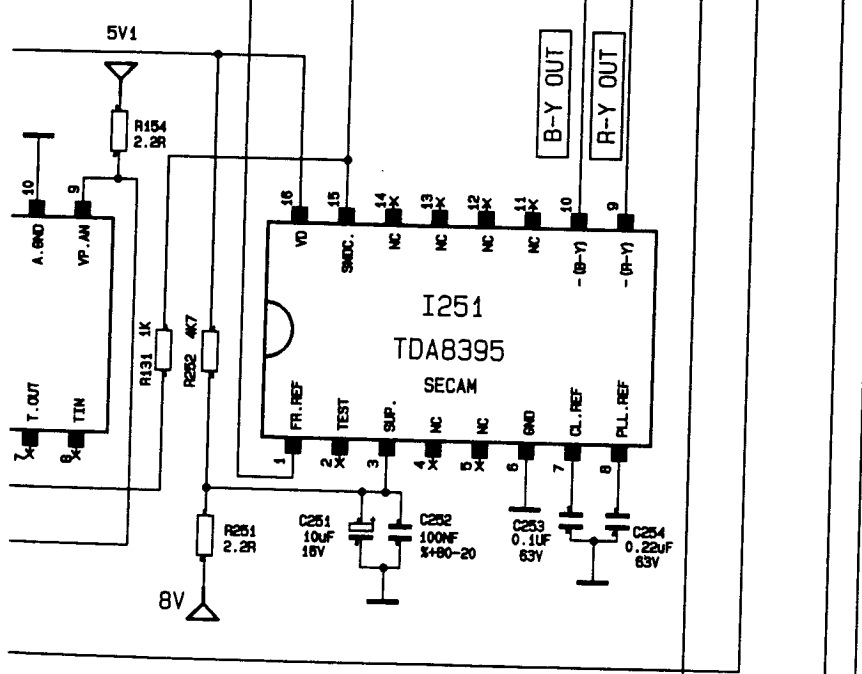 5V1
R154
2.2R
B-Y OUT
R-Y OUT
10
9
A.GND
VP.AN
16
15
14
13
12
11
10
9
VD
SNDC.
NC
NC
NC
NC
-(B-Y)
-(R-Y)
I251
TDA8395
SECAM
R131 1K
R252 4K7
T.OUT
TIN
7
8
FR.REF
TEST
SUP.
NC
NC
GND
CL.REF
PLL.REF
1
2
3
4
5
6
7
8
R251
2.2R
8V
C251
10uF
16V
C252
100NF
%+80-20
C253
0.1UF
63V
C254
0.22uF
63V